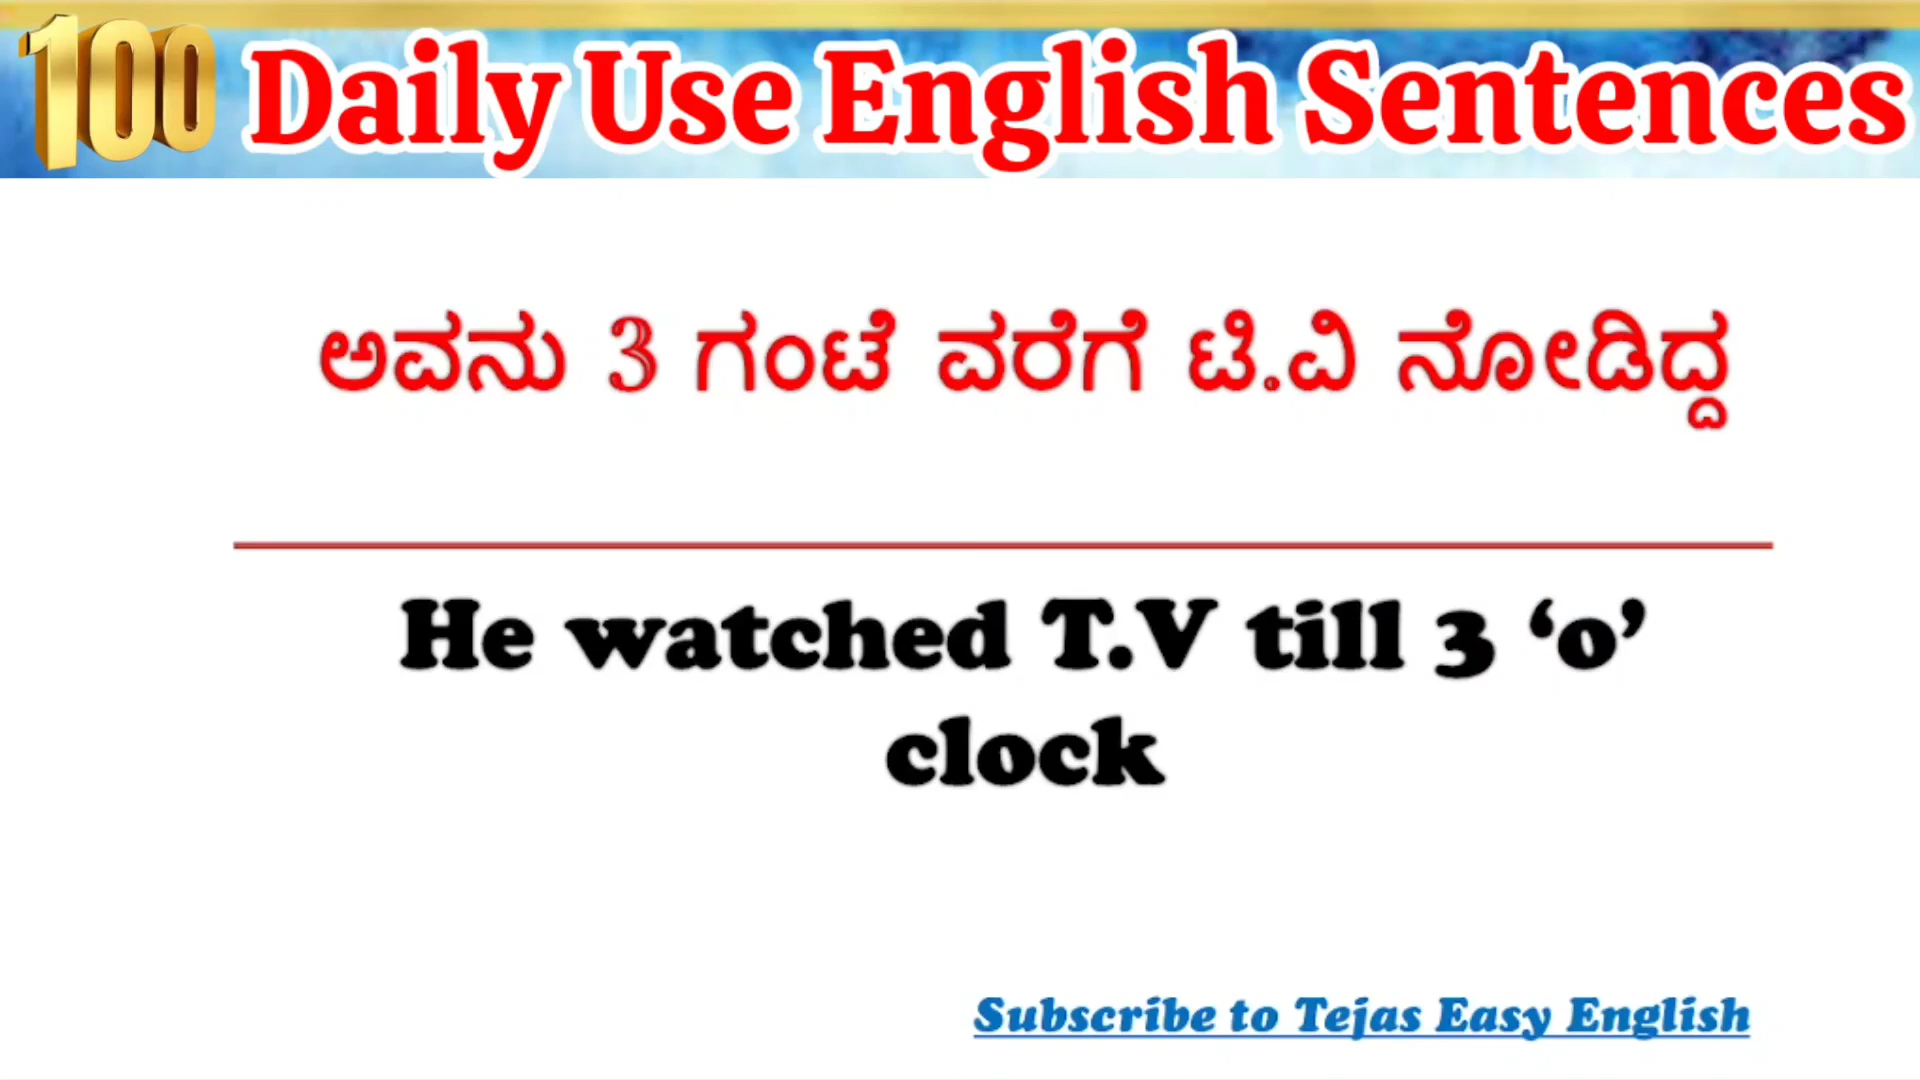 100 Daily Use English Sentences
ಅವನು 3 ಗಂಟೆ ವರೆಗೆ ಟಿ.ವಿ ನೋಡಿದ್ದ
He watched T.V till 3 ‘o’
clock
Subscribe to Tejas Easy English